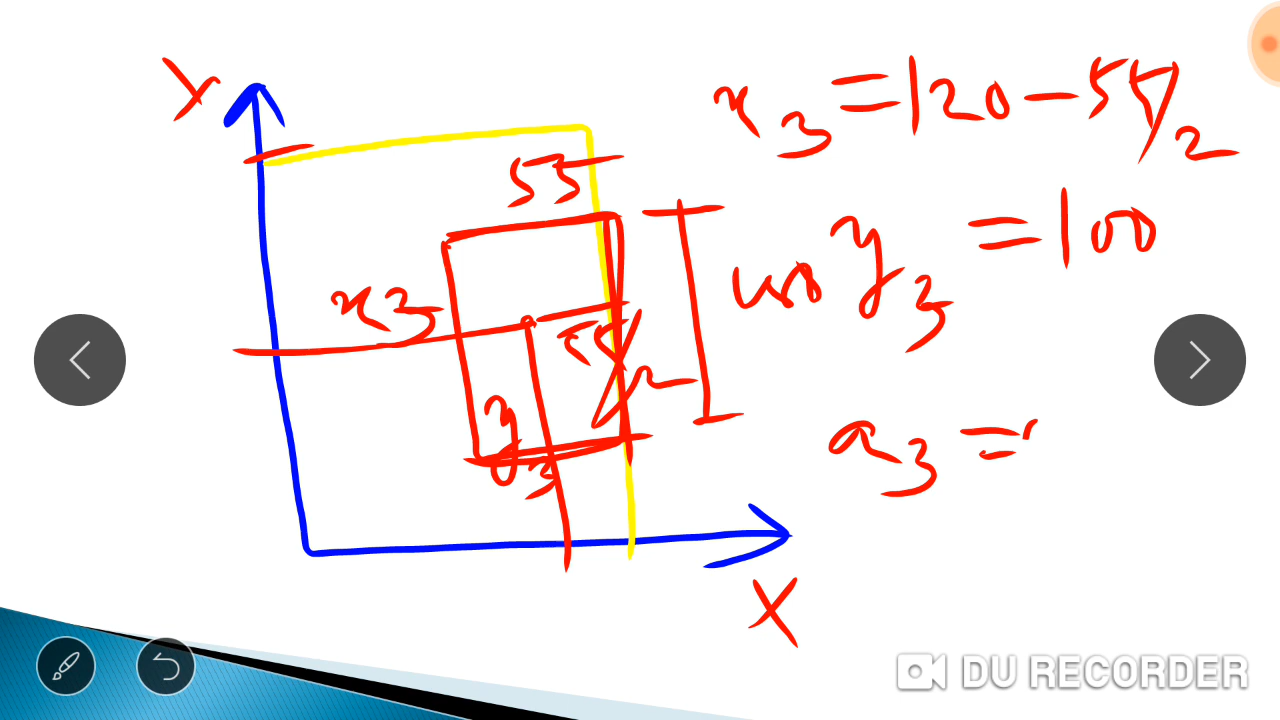 Y
x3 = 120 - 55/2
55
y3 = 100
x3
55/2
y3
a3 =
X
DU RECORDER